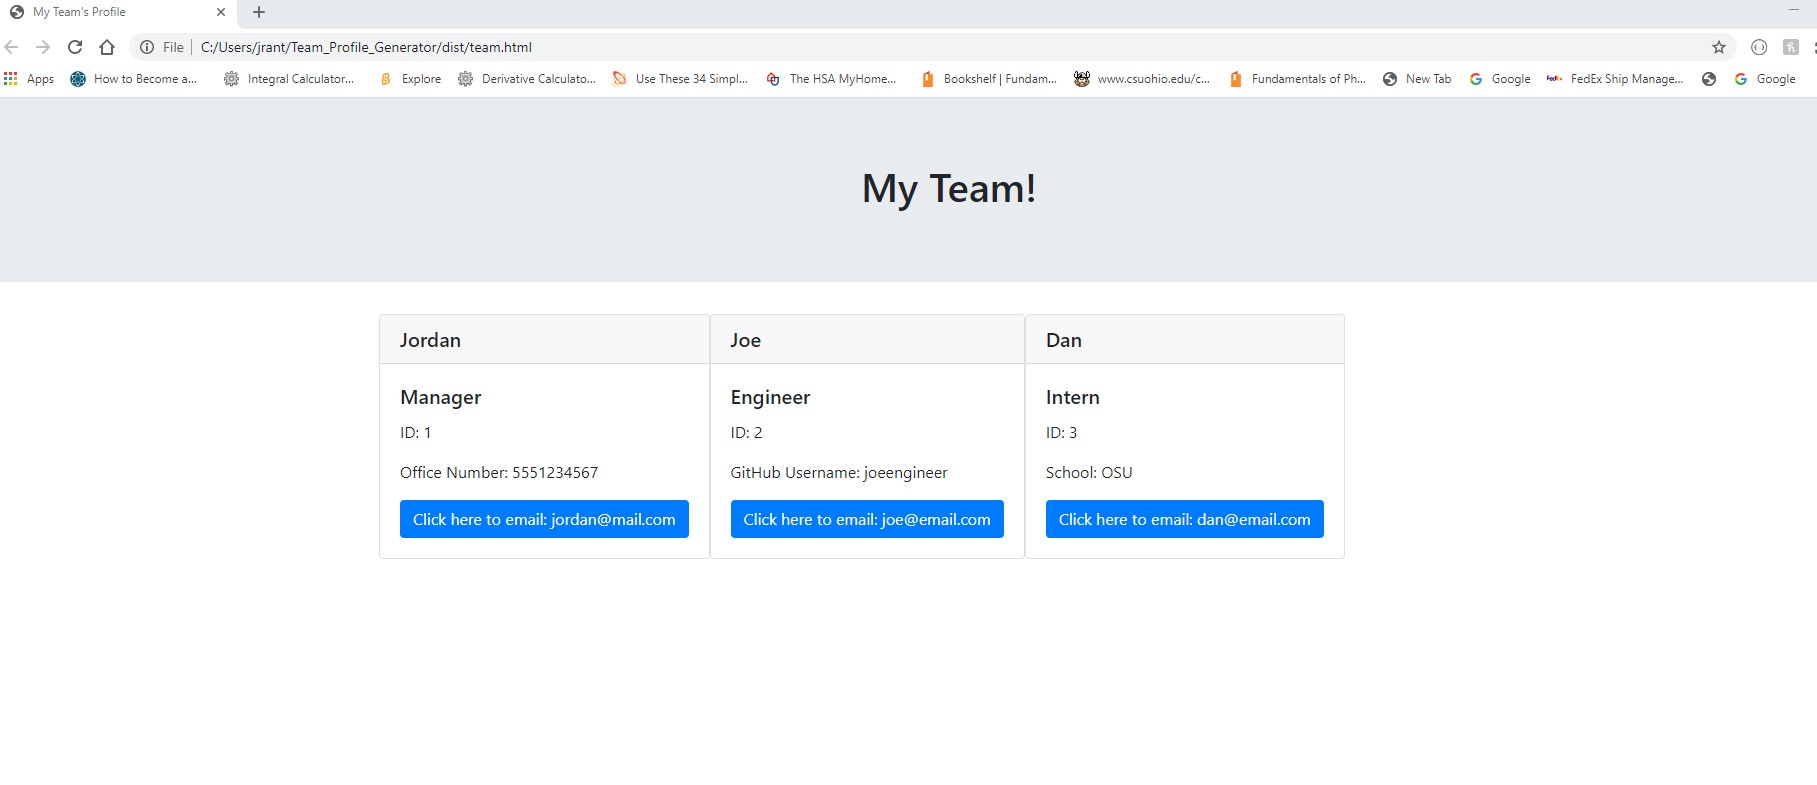 My Team's Profile
File C:/Users/jrant/Team_Profile_Generator/dist/team.html
Apps How to Become a... Integral Calculator... Explore Derivative Calculato... Use These 34 Simpl... The HSA MyHome... Bookshelf | Fundam... www.csuohio.edu/c... Fundamentals of Ph... New Tab Google FedEx FedEx Ship Manage... Google
My Team!
Jordan
Manager
ID: 1
Office Number: 5551234567
Click here to email: jordan@mail.com
Joe
Engineer
ID: 2
GitHub Username: joeengineer
Click here to email: joe@email.com
Dan
Intern
ID: 3
School: OSU
Click here to email: dan@email.com